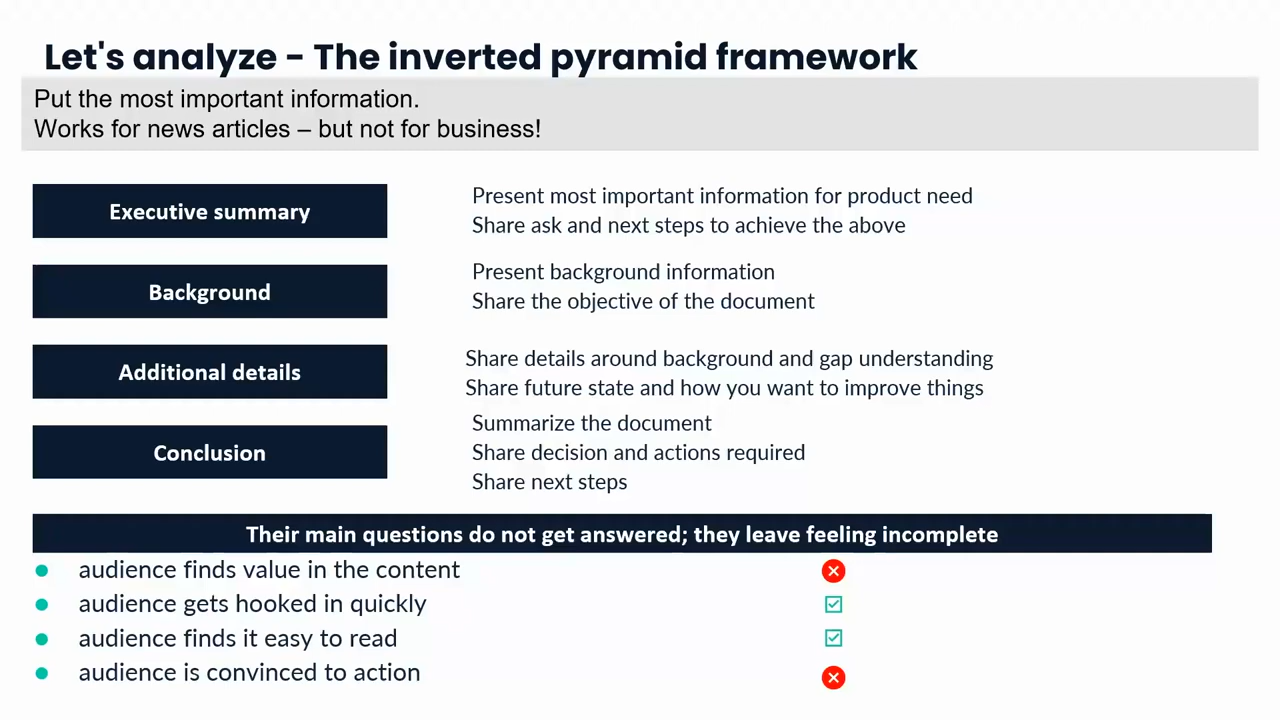 Let's analyze - The inverted pyramid framework
Put the most important information.
Works for news articles – but not for business!
Executive summary
Present most important information for product need
Share ask and next steps to achieve the above
Background
Present background information
Share the objective of the document
Additional details
Share details around background and gap understanding
Share future state and how you want to improve things
Conclusion
Summarize the document
Share decision and actions required
Share next steps
Their main questions do not get answered; they leave feeling incomplete
audience finds value in the content
audience gets hooked in quickly
audience finds it easy to read
audience is convinced to action